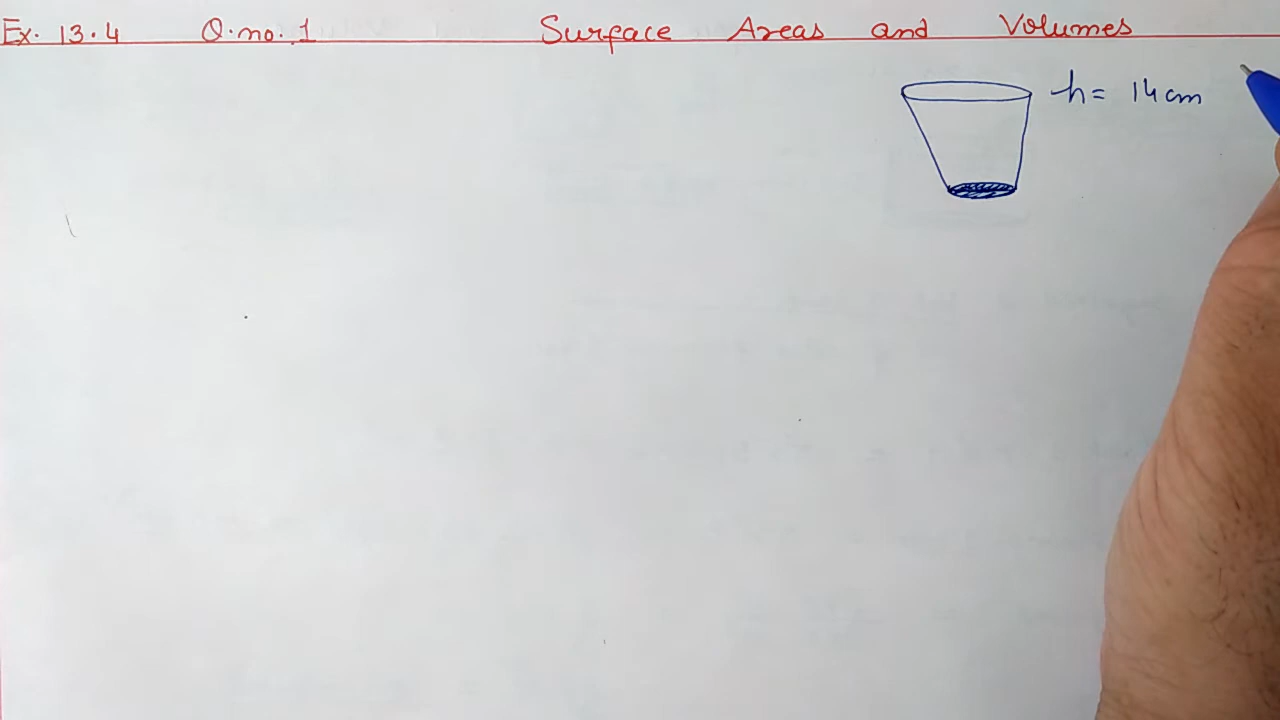 Ex. 13.4 Q.no. 1 Surface Areas and Volumes
h = 14 cm